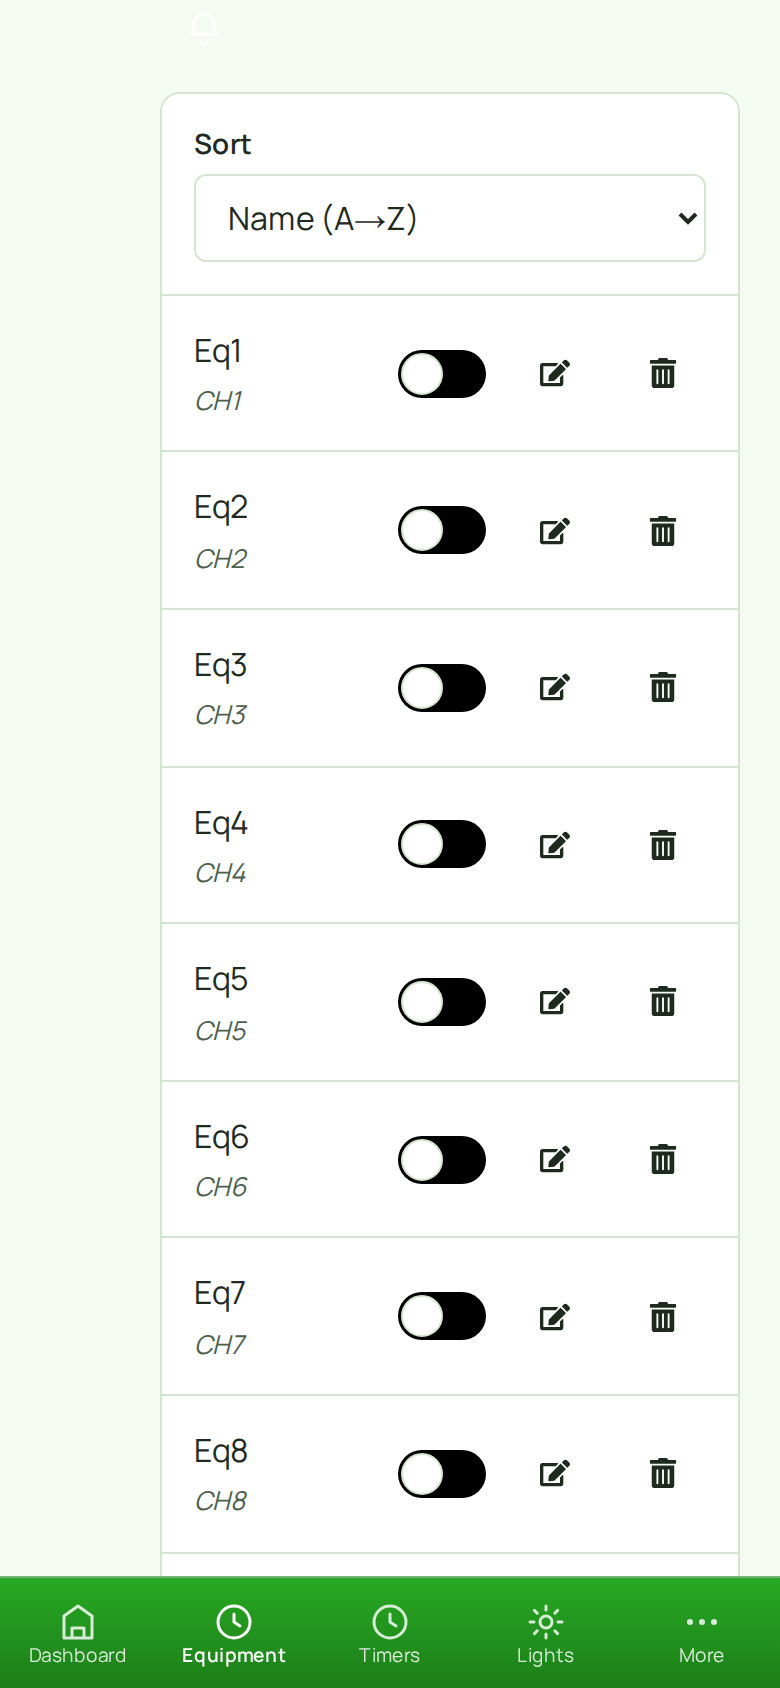 Sort
Name (A→Z)
Eq1
CH1
Eq2
CH2
Eq3
CH3
Eq4
CH4
Eq5
CH5
Eq6
CH6
Eq7
CH7
Eq8
CH8
Dashboard
Equipment
Timers
Lights
More